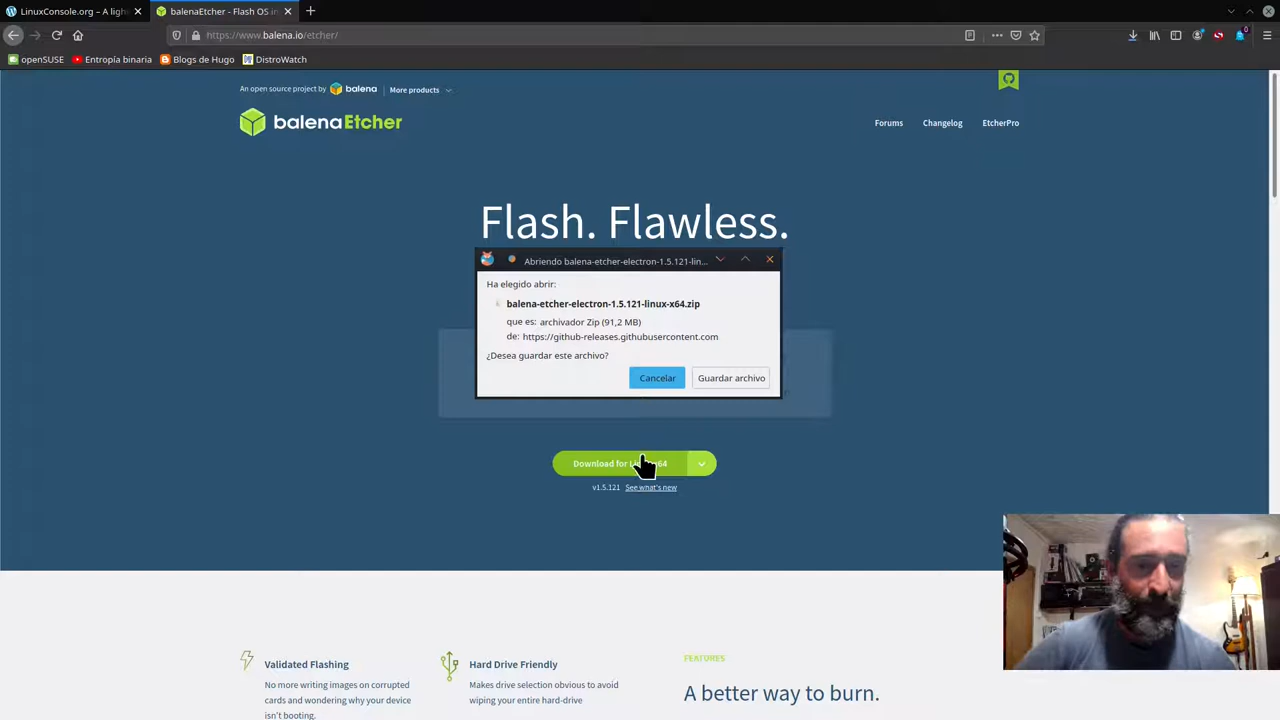 LinuxConsole.org – A ligh
balenaEtcher - Flash OS in
https://www.balena.io/etcher/
openSUSE
Entropía binaria
Blogs de Hugo
DistroWatch
An open source project by balena
More products
balenaEtcher
Forums
Changelog
EtcherPro
Flash. Flawless.
Abriendo balena-etcher-electron-1.5.121-lin...
Ha elegido abrir:
balena-etcher-electron-1.5.121-linux-x64.zip
que es: archivador Zip (91,2 MB)
de: https://github-releases.githubusercontent.com
¿Desea guardar este archivo?
Cancelar
Guardar archivo
Download for
64
v1.5.121 See what's new
Validated Flashing
No more writing images on corrupted
cards and wondering why your device
isn't booting.
Hard Drive Friendly
Makes drive selection obvious to avoid
wiping your entire hard-drive
FEATURES
A better way to burn.